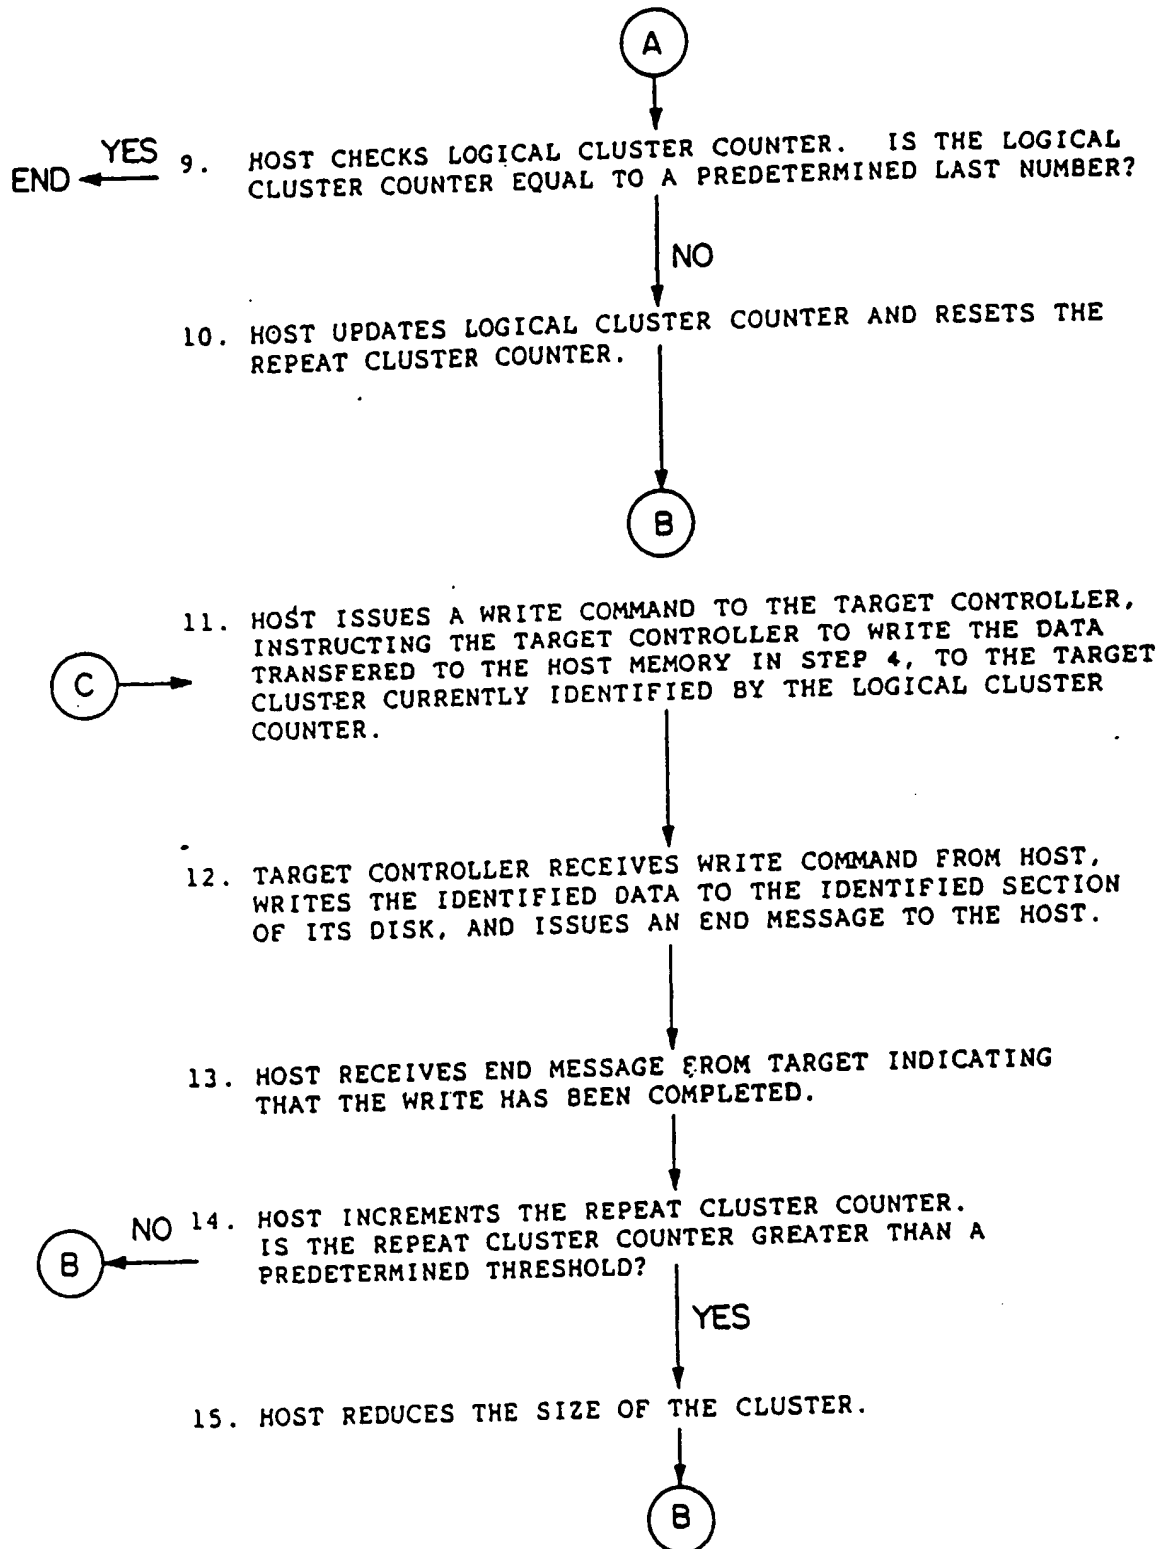 A
YES
END
9. HOST CHECKS LOGICAL CLUSTER COUNTER. IS THE LOGICAL
CLUSTER COUNTER EQUAL TO A PREDETERMINED LAST NUMBER?
NO
10. HOST UPDATES LOGICAL CLUSTER COUNTER AND RESETS THE
REPEAT CLUSTER COUNTER.
B
C
11. HOST ISSUES A WRITE COMMAND TO THE TARGET CONTROLLER,
INSTRUCTING THE TARGET CONTROLLER TO WRITE THE DATA
TRANSFERED TO THE HOST MEMORY IN STEP 4, TO THE TARGET
CLUSTER CURRENTLY IDENTIFIED BY THE LOGICAL CLUSTER
COUNTER.
12. TARGET CONTROLLER RECEIVES WRITE COMMAND FROM HOST,
WRITES THE IDENTIFIED DATA TO THE IDENTIFIED SECTION
OF ITS DISK, AND ISSUES AN END MESSAGE TO THE HOST.
13. HOST RECEIVES END MESSAGE FROM TARGET INDICATING
THAT THE WRITE HAS BEEN COMPLETED.
B
NO
14. HOST INCREMENTS THE REPEAT CLUSTER COUNTER.
IS THE REPEAT CLUSTER COUNTER GREATER THAN A
PREDETERMINED THRESHOLD?
YES
15. HOST REDUCES THE SIZE OF THE CLUSTER.
B